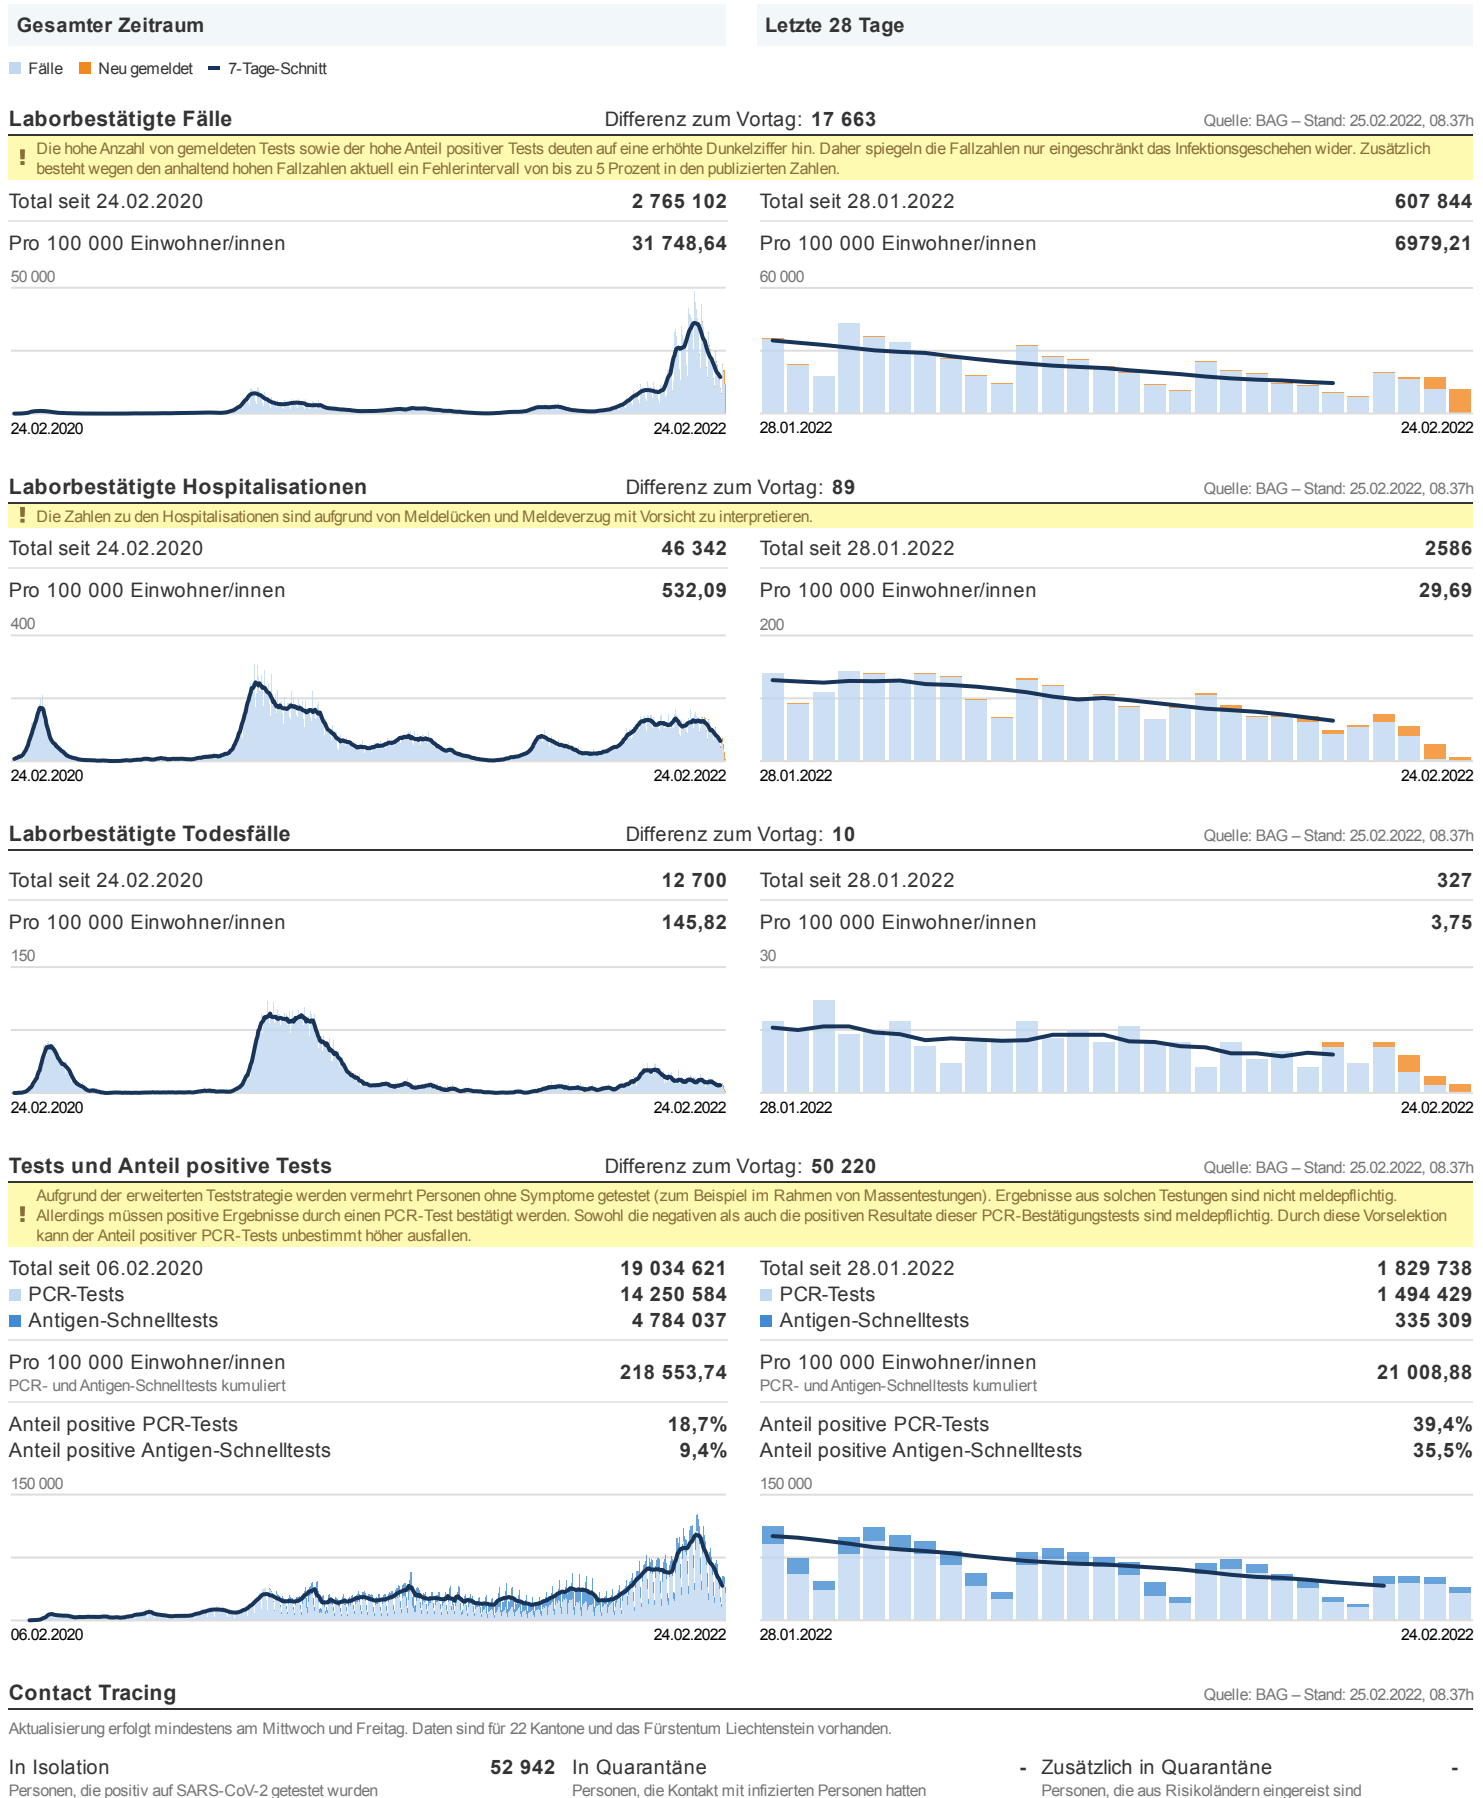 Gesamter Zeitraum
Letzte 28 Tage
Fälle Neu gemeldet 7-Tage-Schnitt
Laborbestätigte Fälle Differenz zum Vortag: 17 663 Quelle: BAG – Stand: 25.02.2022, 08.37h
! Die hohe Anzahl von gemeldeten Tests sowie der hohe Anteil positiver Tests deuten auf eine erhöhte Dunkelziffer hin. Daher spiegeln die Fallzahlen nur eingeschränkt das Infektionsgeschehen wider. Zusätzlich
besteht wegen den anhaltend hohen Fallzahlen aktuell ein Fehlerintervall von bis zu 5 Prozent in den publizierten Zahlen.
Total seit 24.02.2020 2 765 102
Pro 100 000 Einwohner/innen 31 748,64
50 000
24.02.2020 24.02.2022
Total seit 28.01.2022 607 844
Pro 100 000 Einwohner/innen 6979,21
60 000
28.01.2022 24.02.2022
Laborbestätigte Hospitalisationen Differenz zum Vortag: 89 Quelle: BAG – Stand: 25.02.2022, 08.37h
! Die Zahlen zu den Hospitalisationen sind aufgrund von Meldelücken und Meldeverzug mit Vorsicht zu interpretieren.
Total seit 24.02.2020 46 342
Pro 100 000 Einwohner/innen 532,09
400
24.02.2020 24.02.2022
Total seit 28.01.2022 2586
Pro 100 000 Einwohner/innen 29,69
200
28.01.2022 24.02.2022
Laborbestätigte Todesfälle Differenz zum Vortag: 10 Quelle: BAG – Stand: 25.02.2022, 08.37h
Total seit 24.02.2020 12 700
Pro 100 000 Einwohner/innen 145,82
150
24.02.2020 24.02.2022
Total seit 28.01.2022 327
Pro 100 000 Einwohner/innen 3,75
30
28.01.2022 24.02.2022
Tests und Anteil positive Tests Differenz zum Vortag: 50 220 Quelle: BAG – Stand: 25.02.2022, 08.37h
Aufgrund der erweiterten Teststrategie werden vermehrt Personen ohne Symptome getestet (zum Beispiel im Rahmen von Massentestungen). Ergebnisse aus solchen Testungen sind nicht meldepflichtig.
! Allerdings müssen positive Ergebnisse durch einen PCR-Test bestätigt werden. Sowohl die negativen als auch die positiven Resultate dieser PCR-Bestätigungstests sind meldepflichtig. Durch diese Vorselektion
kann der Anteil positiver PCR-Tests unbestimmt höher ausfallen.
Total seit 06.02.2020 19 034 621
PCR-Tests 14 250 584
Antigen-Schnelltests 4 784 037
Pro 100 000 Einwohner/innen 218 553,74
PCR- und Antigen-Schnelltests kumuliert
Anteil positive PCR-Tests 18,7%
Anteil positive Antigen-Schnelltests 9,4%
150 000
06.02.2020 24.02.2022
Total seit 28.01.2022 1 829 738
PCR-Tests 1 494 429
Antigen-Schnelltests 335 309
Pro 100 000 Einwohner/innen 21 008,88
PCR- und Antigen-Schnelltests kumuliert
Anteil positive PCR-Tests 39,4%
Anteil positive Antigen-Schnelltests 35,5%
150 000
28.01.2022 24.02.2022
Contact Tracing Quelle: BAG – Stand: 25.02.2022, 08.37h
Aktualisierung erfolgt mindestens am Mittwoch und Freitag. Daten sind für 22 Kantone und das Fürstentum Liechtenstein vorhanden.
In Isolation 52 942
Personen, die positiv auf SARS-CoV-2 getestet wurden
In Quarantäne -
Personen, die Kontakt mit infizierten Personen hatten
Zusätzlich in Quarantäne -
Personen, die aus Risikoländern eingereist sind